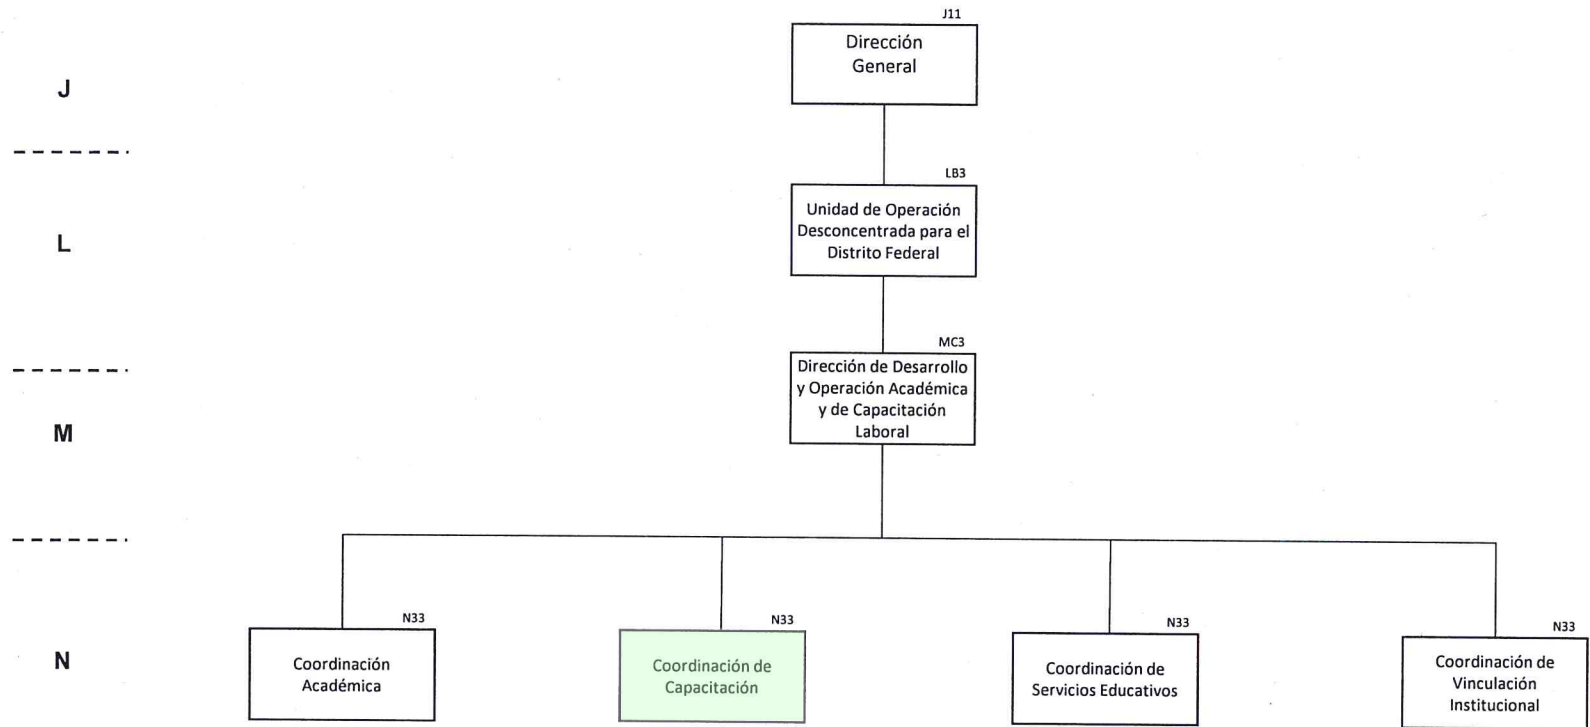 J11
Dirección
General
J
LB3
Unidad de Operación
Desconcentrada para el
Distrito Federal
L
MC3
Dirección de Desarrollo
y Operación Académica
y de Capacitación
Laboral
M
N33
Coordinación
Académica
N33
Coordinación de
Capacitación
N33
Coordinación de
Servicios Educativos
N33
Coordinación de
Vinculación
Institucional
N